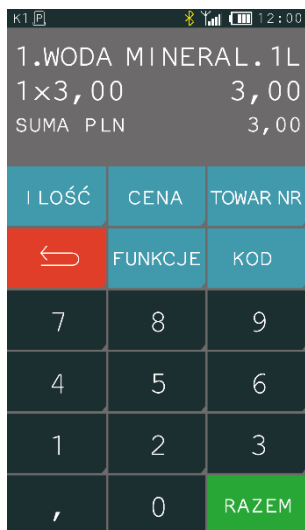 K1 P 12:00
1.WODA MINERAL.1L
1×3,00 3,00
SUMA PLN 3,00
ILOŚĆ CENA TOWAR NR
FUNKCJE KOD
7 8 9
4 5 6
1 2 3
, 0 RAZEM